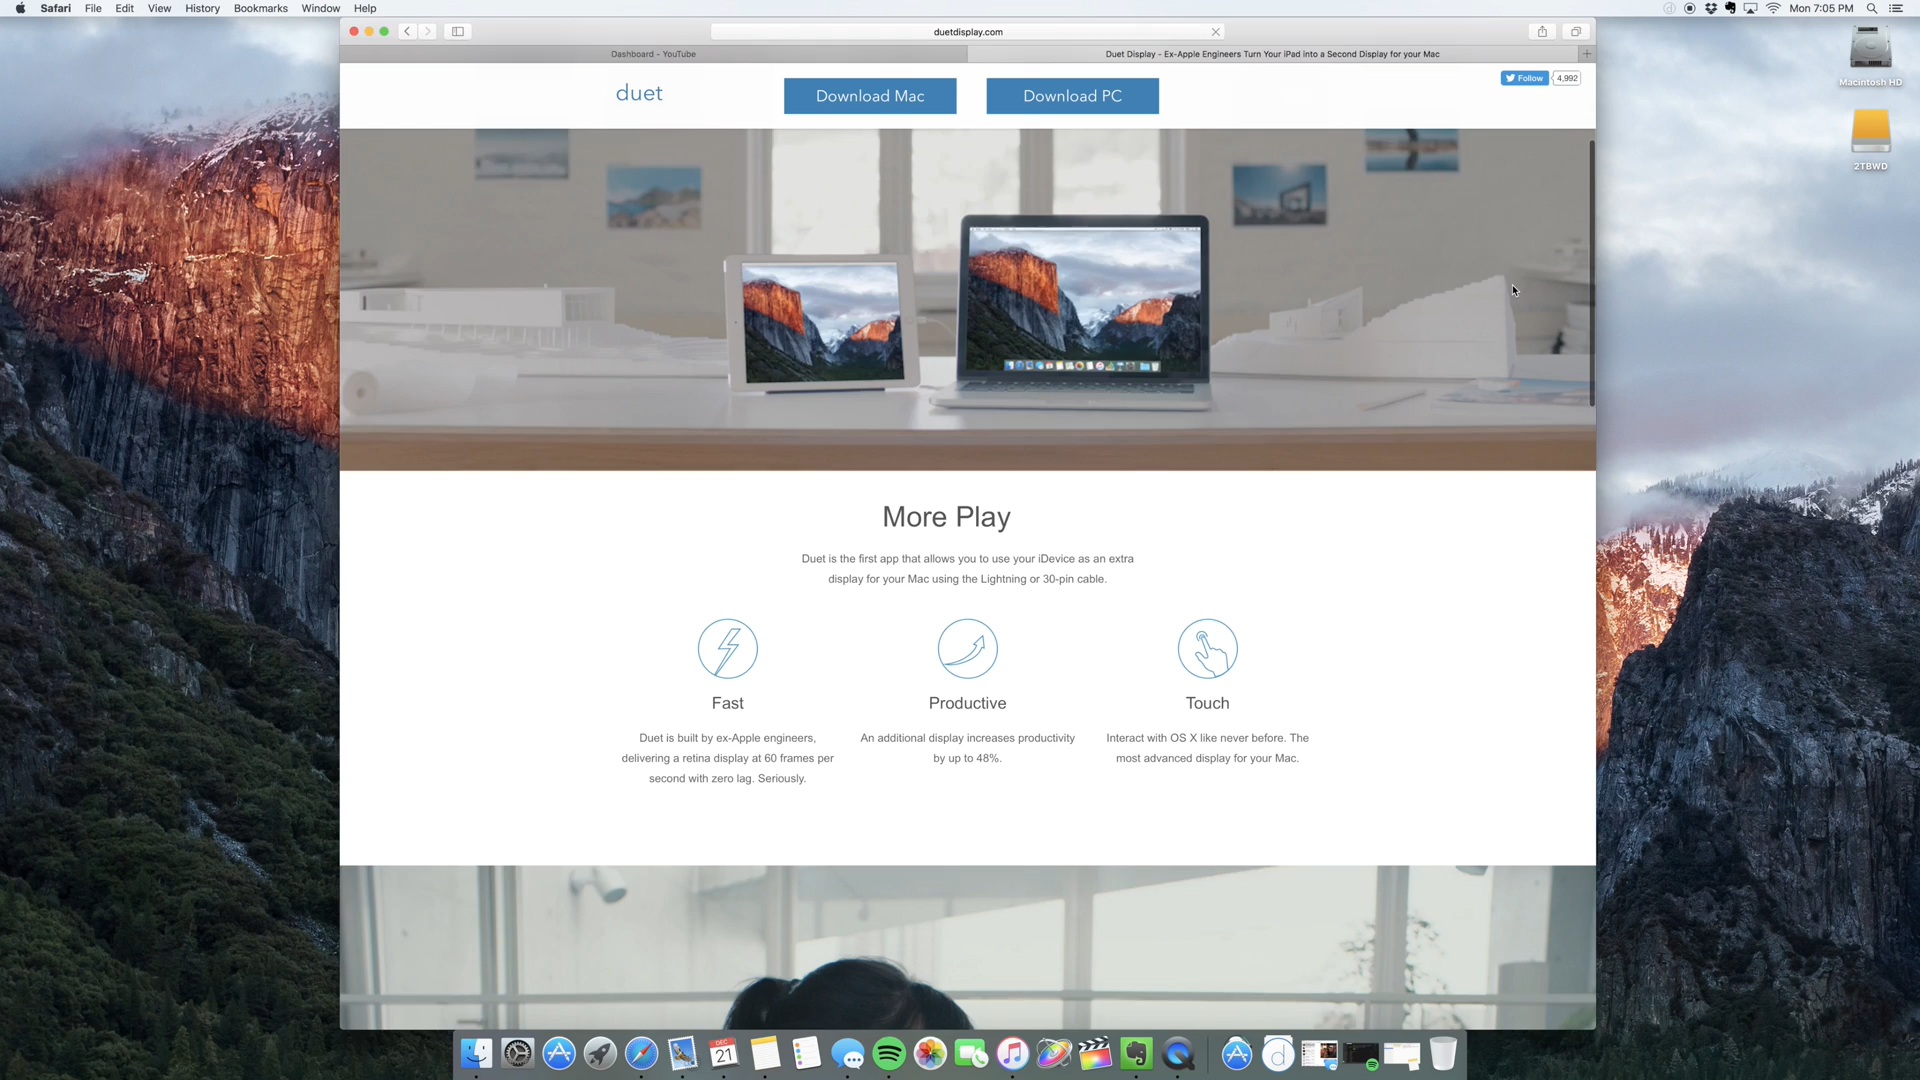 Safari File Edit View History Bookmarks Window Help
Mon 7:05 PM
duetdisplay.com
Dashboard - YouTube
Duet Display - Ex-Apple Engineers Turn Your iPad into a Second Display for your Mac
duet
Download Mac
Download PC
Follow 4,992
Macintosh HD
2TBWD
More Play
Duet is the first app that allows you to use your iDevice as an extra
display for your Mac using the Lightning or 30-pin cable.
Fast
Duet is built by ex-Apple engineers,
delivering a retina display at 60 frames per
second with zero lag. Seriously.
Productive
An additional display increases productivity
by up to 48%.
Touch
Interact with OS X like never before. The
most advanced display for your Mac.
DEC
21